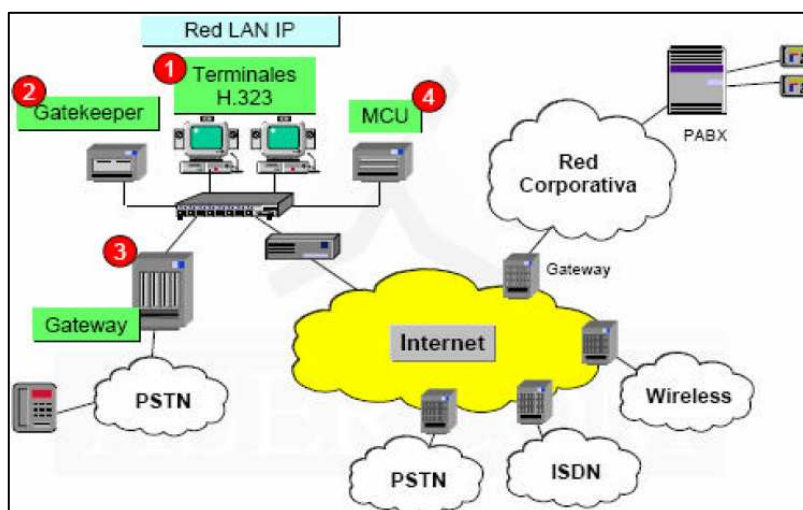 Red LAN IP
1
Terminales
H.323
2
Gatekeeper
4
MCU
PABX
Red
Corporativa
3
Gateway
Gateway
Internet
PSTN
Wireless
PSTN
ISDN